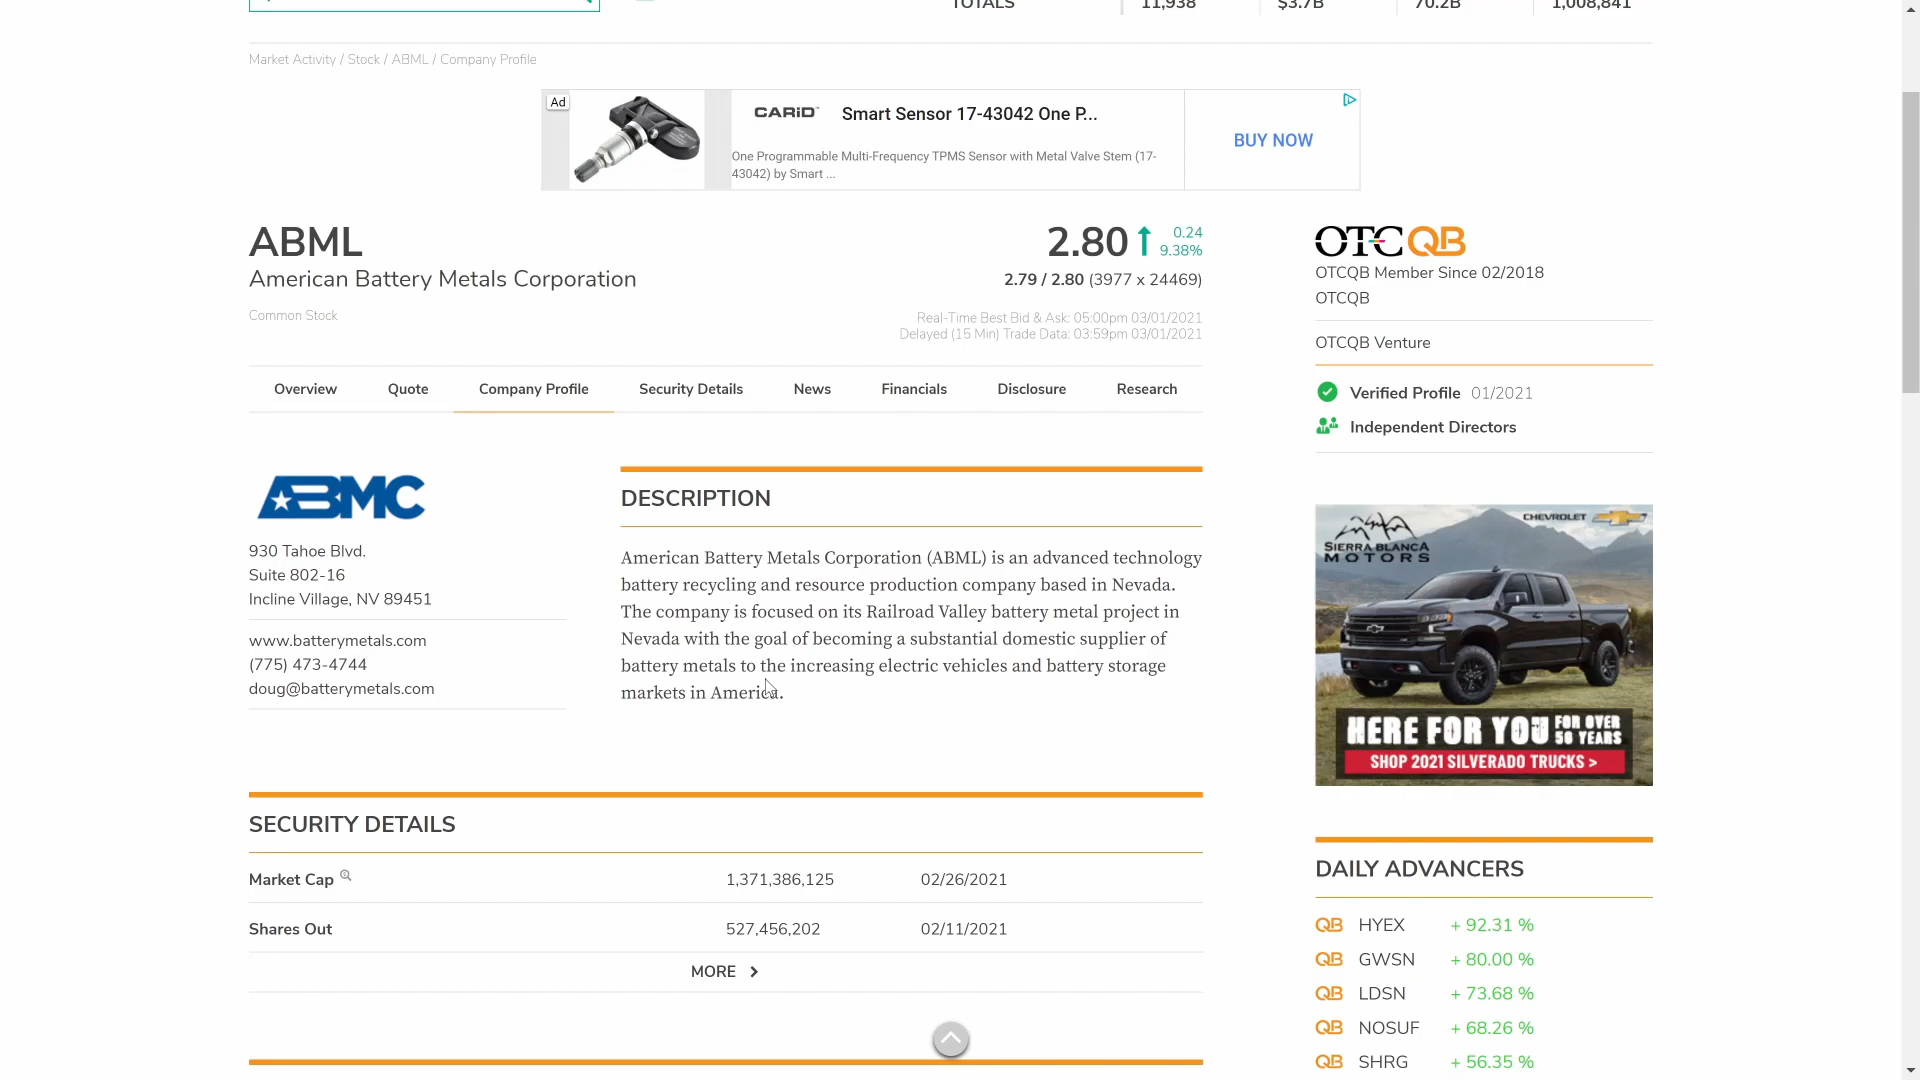 TOTALS 11,938 $3.7B 70.2B 1,008,841
Market Activity / Stock / ABML / Company Profile
Ad
CARiD
Smart Sensor 17-43042 One P...
One Programmable Multi-Frequency TPMS Sensor with Metal Valve Stem (17-
43042) by Smart ...
BUY NOW
ABML
American Battery Metals Corporation
Common Stock
2.80 0.24
9.38%
2.79 / 2.80 (3977 x 24469)
Real-Time Best Bid & Ask: 05:00pm 03/01/2021
Delayed (15 Min) Trade Data: 03:59pm 03/01/2021
OTCQB
OTCQB Member Since 02/2018
OTCQB
OTCQB Venture
Verified Profile 01/2021
Independent Directors
Overview Quote Company Profile Security Details News Financials Disclosure Research
ABMC
930 Tahoe Blvd.
Suite 802-16
Incline Village, NV 89451
www.batterymetals.com
(775) 473-4744
doug@batterymetals.com
DESCRIPTION
American Battery Metals Corporation (ABML) is an advanced technology
battery recycling and resource production company based in Nevada.
The company is focused on its Railroad Valley battery metal project in
Nevada with the goal of becoming a substantial domestic supplier of
battery metals to the increasing electric vehicles and battery storage
markets in America.
SIERRA BLANCA
MOTORS
CHEVROLET
HERE FOR YOU FOR OVER
50 YEARS
SHOP 2021 SILVERADO TRUCKS >
SECURITY DETAILS
Market Cap 1,371,386,125 02/26/2021
Shares Out 527,456,202 02/11/2021
MORE
DAILY ADVANCERS
QB HYEX + 92.31 %
QB GWSN + 80.00 %
QB LDSN + 73.68 %
QB NOSUF + 68.26 %
QB SHRG + 56.35 %